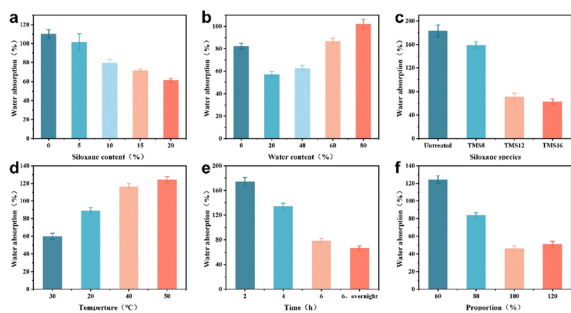 a
Water absorption (%)
120
100
80
60
40
20
0
0 5 10 15 20
Siloxane content (%)
b
Water absorption (%)
100
80
60
40
20
0
0 20 40 60 80
Water content (%)
c
Water absorption (%)
200
160
120
80
40
0
Untreated TMS8 TMS12 TMS16
Siloxane species
d
Water absorption (%)
140
120
100
80
60
40
20
0
30 20 40 50
Temperture (℃)
e
Water absorption (%)
200
160
120
80
40
0
2 4 6 6, overnight
Time (h)
f
Water absorption (%)
140
120
100
80
60
40
20
0
60 80 100 120
Proportion (%)